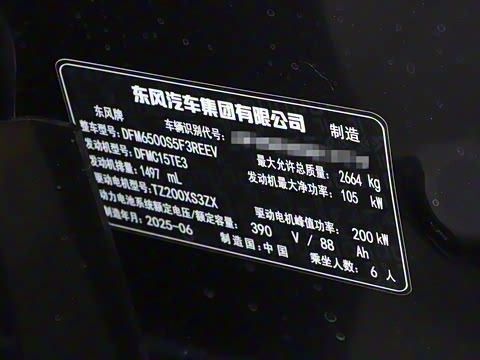 东风汽车集团有限公司 制造
东风牌 车辆识别代号:
整车型号: DFM6500S5F3REEV 最大允许总质量: 2664 kg
发动机型号: DFMC15TE3 发动机最大净功率: 105 kW
发动机排量: 1497 mL
驱动电机型号: TZ200XS3ZX 驱动电机峰值功率: 200 kW
动力电池系统额定电压/额定容量: 390 V / 88 Ah
制造年月: 2025-06 制造国: 中国 乘坐人数: 6 人